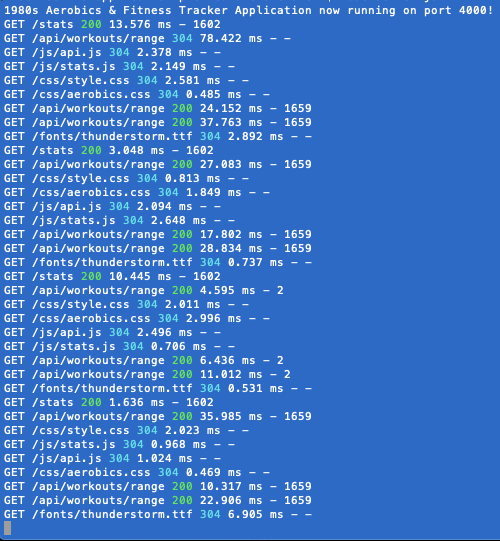 1980s Aerobics & Fitness Tracker Application now running on port 4000!
GET /stats 200 13.576 ms - 1602
GET /api/workouts/range 304 78.422 ms - -
GET /js/api.js 304 2.378 ms - -
GET /js/stats.js 304 2.149 ms - -
GET /css/style.css 304 2.581 ms - -
GET /css/aerobics.css 304 0.485 ms - -
GET /api/workouts/range 200 24.152 ms - 1659
GET /api/workouts/range 200 37.763 ms - 1659
GET /fonts/thunderstorm.ttf 304 2.892 ms - -
GET /stats 200 3.048 ms - 1602
GET /api/workouts/range 200 27.083 ms - 1659
GET /css/style.css 304 0.813 ms - -
GET /css/aerobics.css 304 1.849 ms - -
GET /js/api.js 304 2.094 ms - -
GET /js/stats.js 304 2.648 ms - -
GET /api/workouts/range 200 17.802 ms - 1659
GET /api/workouts/range 200 28.834 ms - 1659
GET /fonts/thunderstorm.ttf 304 0.737 ms - -
GET /stats 200 10.445 ms - 1602
GET /api/workouts/range 200 4.595 ms - 2
GET /css/style.css 304 2.011 ms - -
GET /css/aerobics.css 304 2.996 ms - -
GET /js/api.js 304 2.496 ms - -
GET /js/stats.js 304 0.706 ms - -
GET /api/workouts/range 200 6.436 ms - 2
GET /api/workouts/range 200 11.012 ms - 2
GET /fonts/thunderstorm.ttf 304 0.531 ms - -
GET /stats 200 1.636 ms - 1602
GET /api/workouts/range 200 35.985 ms - 1659
GET /css/style.css 304 2.023 ms - -
GET /js/stats.js 304 0.968 ms - -
GET /js/api.js 304 1.024 ms - -
GET /css/aerobics.css 304 0.469 ms - -
GET /api/workouts/range 200 10.317 ms - 1659
GET /api/workouts/range 200 22.906 ms - 1659
GET /fonts/thunderstorm.ttf 304 6.905 ms - -